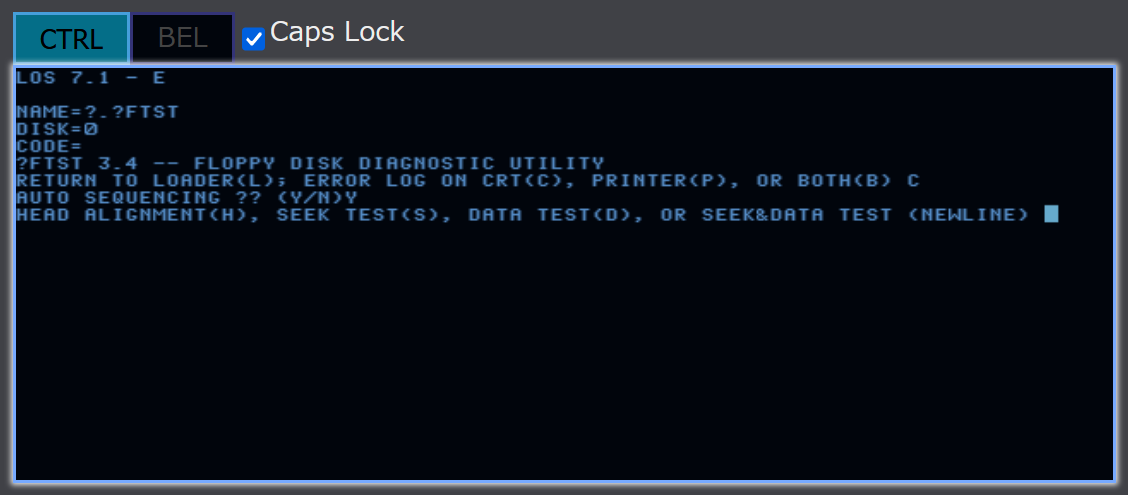 CTRL BEL Caps Lock
LOS 7.1 - E
NAME=?.?FTST
DISK=0
CODE=
?FTST 3.4 -- FLOPPY DISK DIAGNOSTIC UTILITY
RETURN TO LOADER(L); ERROR LOG ON CRT(C), PRINTER(P), OR BOTH(B) C
AUTO SEQUENCING ?? (Y/N)Y
HEAD ALIGNMENT(H), SEEK TEST(S), DATA TEST(D), OR SEEK&DATA TEST (NEWLINE)